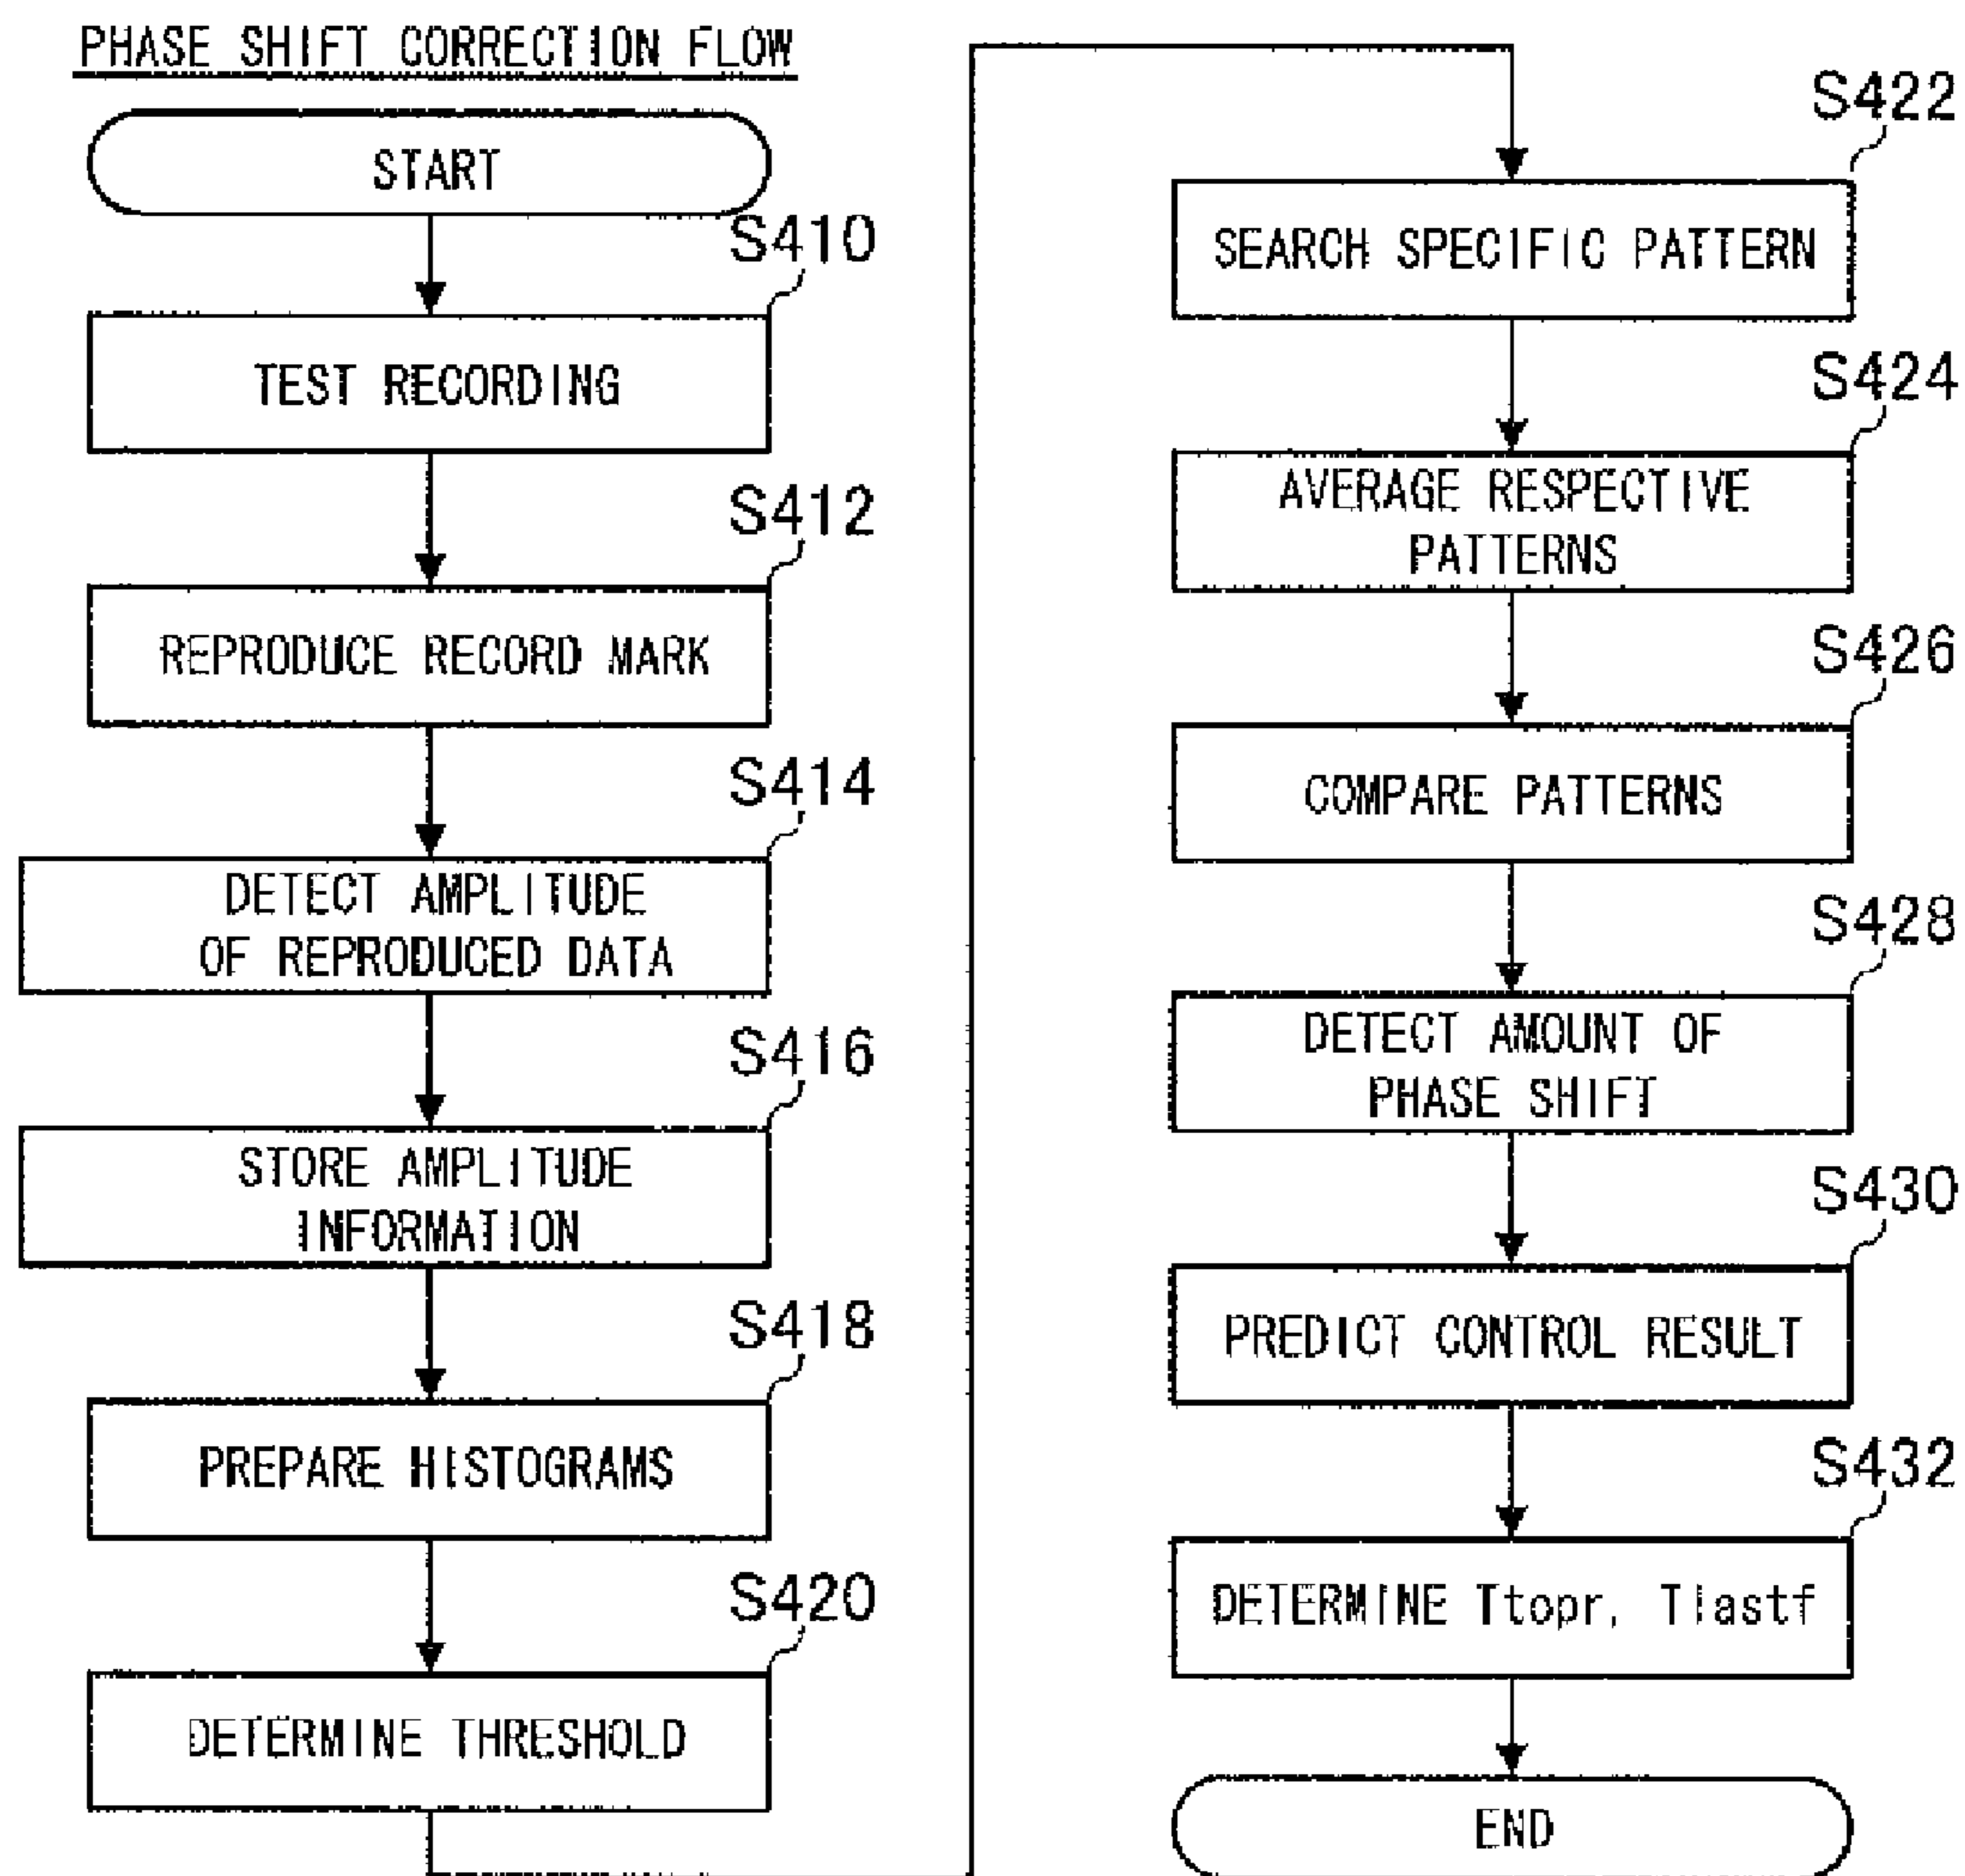 PHASE SHIFT CORRECTION FLOW
START
S410
TEST RECORDING
S412
REPRODUCE RECORD MARK
S414
DETECT AMPLITUDE
OF REPRODUCED DATA
S416
STORE AMPLITUDE
INFORMATION
S418
PREPARE HISTOGRAMS
S420
DETERMINE THRESHOLD
S422
SEARCH SPECIFIC PATTERN
S424
AVERAGE RESPECTIVE
PATTERNS
S426
COMPARE PATTERNS
S428
DETECT AMOUNT OF
PHASE SHIFT
S430
PREDICT CONTROL RESULT
S432
DETERMINE Ttopr, Tlastf
END